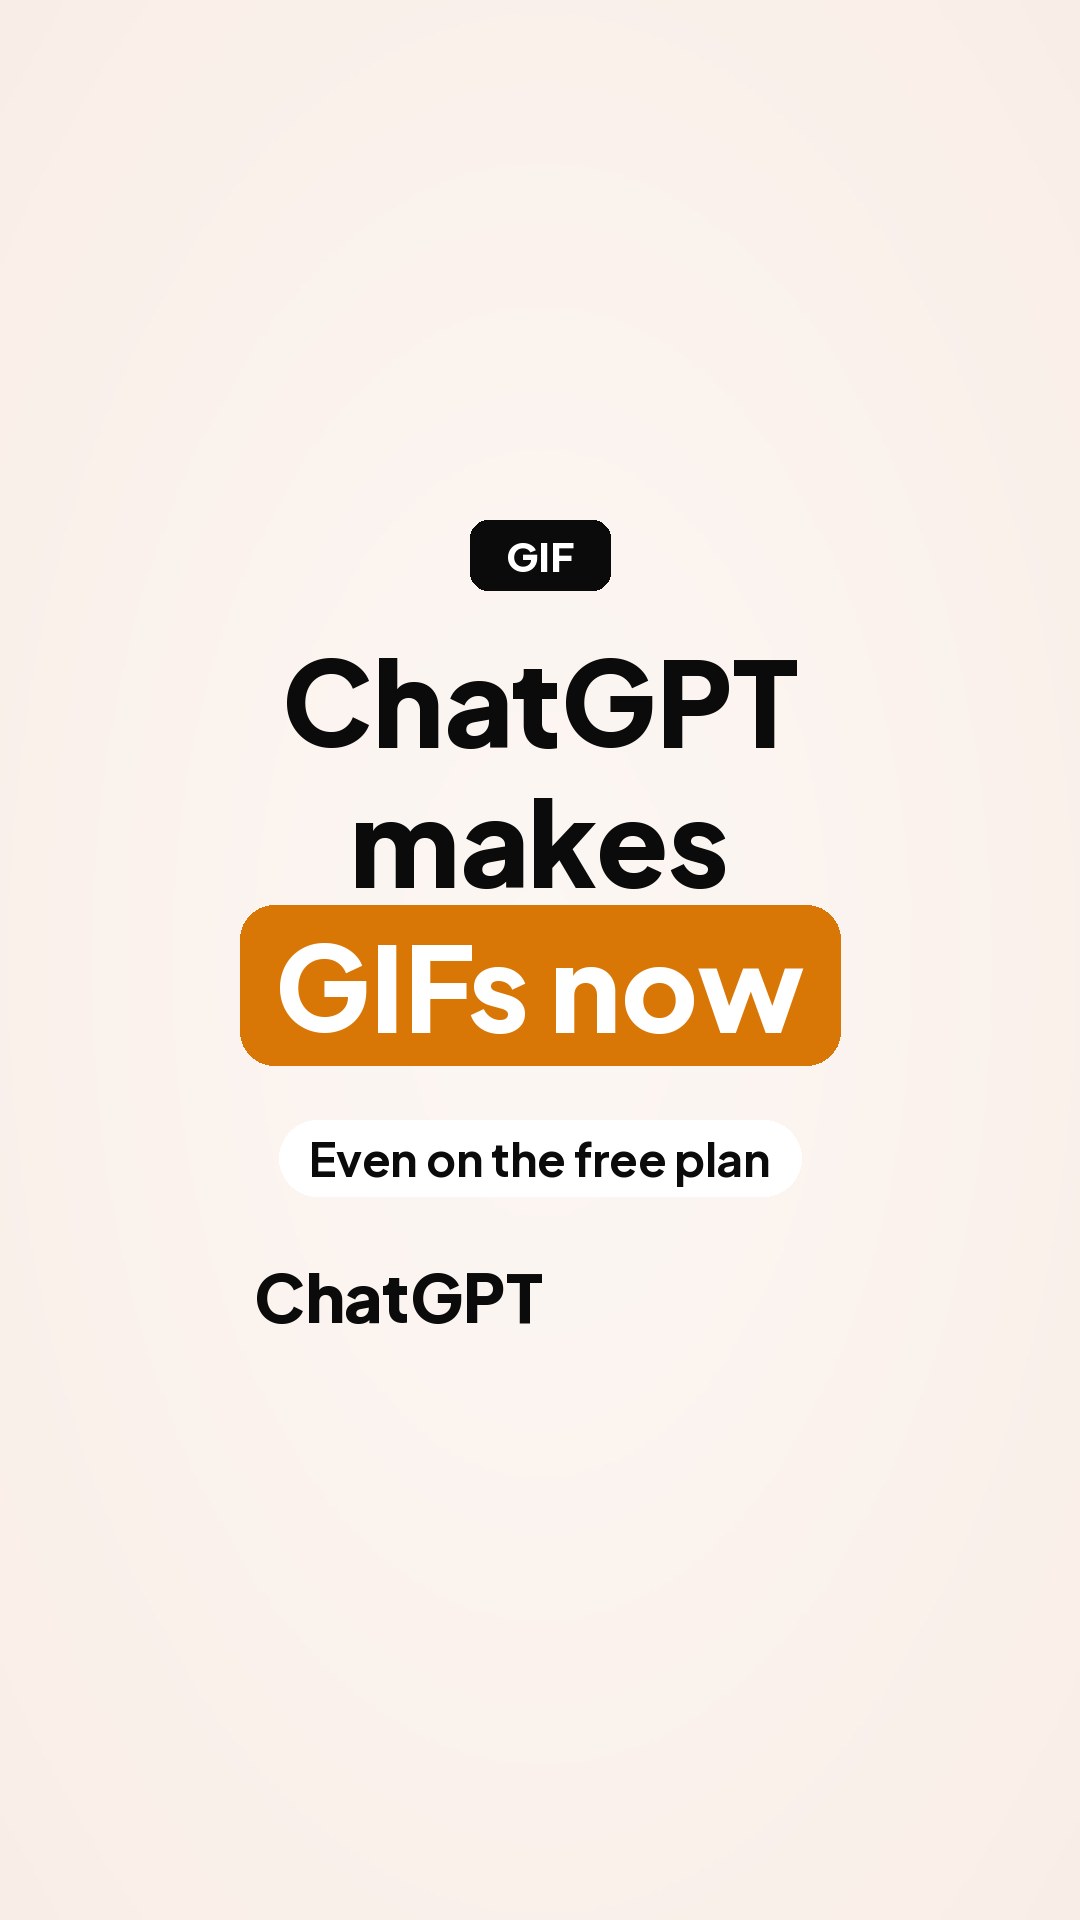 GIF
ChatGPT
makes
GIFs now
Even on the free plan
ChatGPT